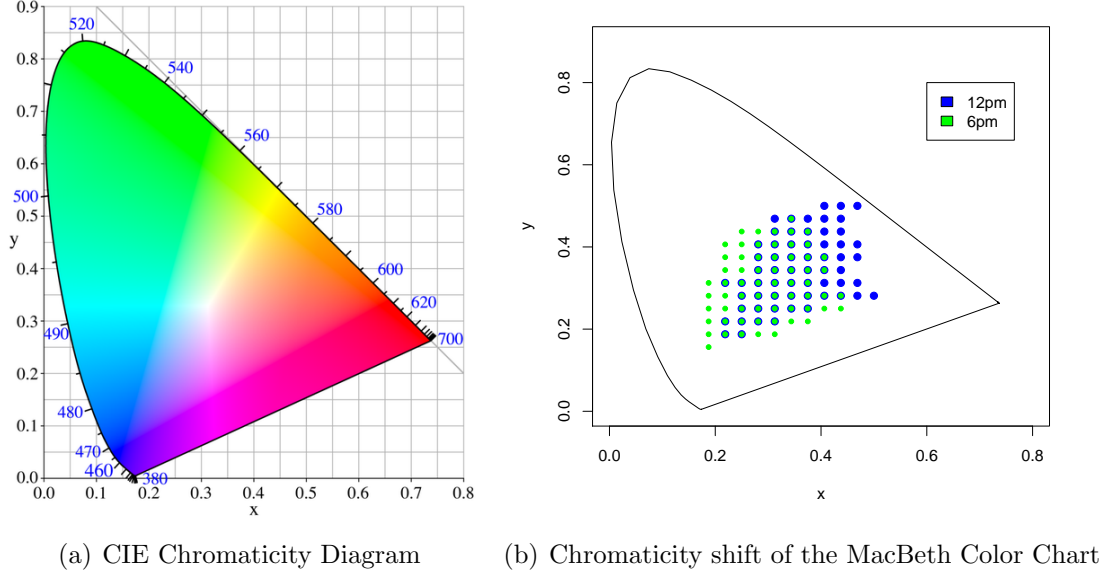 0.9
0.8
0.7
0.6
0.5
0.4
0.3
0.2
0.1
0.0
y
0.0 0.1 0.2 0.3 0.4 0.5 0.6 0.7 0.8
x
520
540
560
580
600
620
700
500
490
480
470
460
380
(a) CIE Chromaticity Diagram
0.8
0.6
0.4
0.2
0.0
y
12pm
6pm
0.0 0.2 0.4 0.6 0.8
x
(b) Chromaticity shift of the MacBeth Color Chart